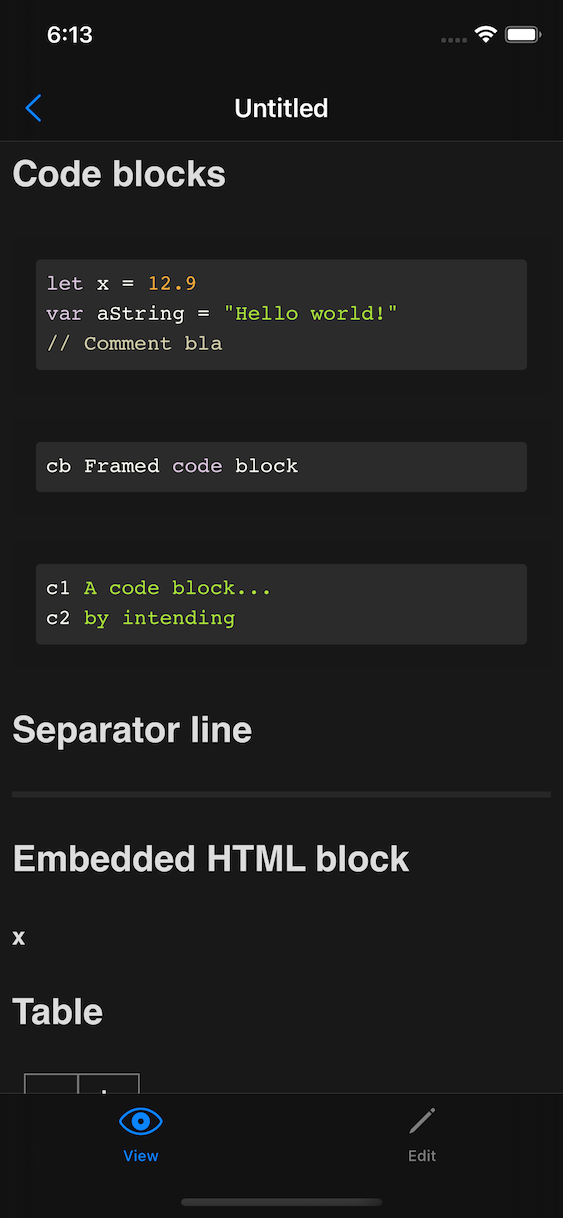 6:13
Untitled
Code blocks
let x = 12.9
var aString = "Hello world!"
// Comment bla
cb Framed code block
c1 A code block...
c2 by intending
Separator line
Embedded HTML block
x
Table
View
Edit